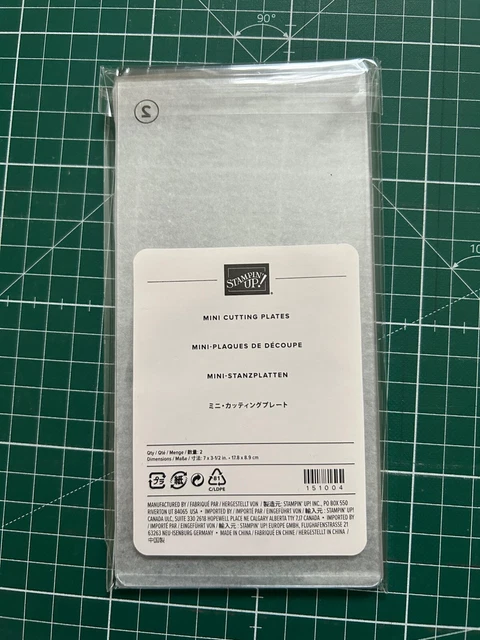 90°
2
STAMPIN' UP!®
MINI CUTTING PLATES
MINI-PLAQUES DE DÉCOUPE
MINI-STANZPLATTEN
ミニ・カッティングプレート
Qty / Qté / Menge / 数量: 2
Dimensions / Maße / 寸法: 7 x 3-1/2 in. • 17.8 x 8.9 cm
プラ
紙
81
C/LDPE
151004
MANUFACTURED BY / FABRIQUÉ PAR / HERGESTELLT VON / 製造元: STAMPIN' UP! INC., PO BOX 550
RIVERTON UT 84065 USA • IMPORTED BY / IMPORTÉ PAR / EINGEFÜHRT VON / 輸入元: STAMPIN' UP!
CANADA ULC, SUITE 330 7618 HOPEWELL PLACE NE CALGARY ALBERTA T1Y 7J7 CANADA • IMPORTED BY
/ IMPORTÉ PAR / EINGEFÜHRT VON / 輸入元: STAMPIN' UP! EUROPE GMBH, FLUGHAFENSTRASSE 21
63263 NEU-ISENBURG GERMANY • MADE IN CHINA / FABRIQUÉ EN CHINE / HERGESTELLT IN CHINA /
中国製